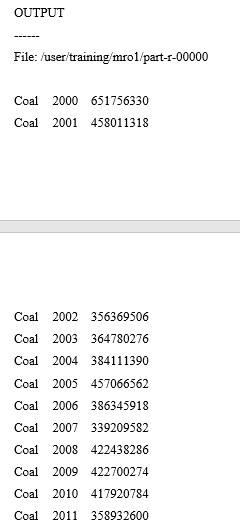 OUTPUT
------
File: /user/training/mro1/part-r-00000
Coal 2000 651756330
Coal 2001 458011318
Coal 2002 356369506
Coal 2003 364780276
Coal 2004 384111390
Coal 2005 457066562
Coal 2006 386345918
Coal 2007 339209582
Coal 2008 422438286
Coal 2009 422700274
Coal 2010 417920784
Coal 2011 358932600